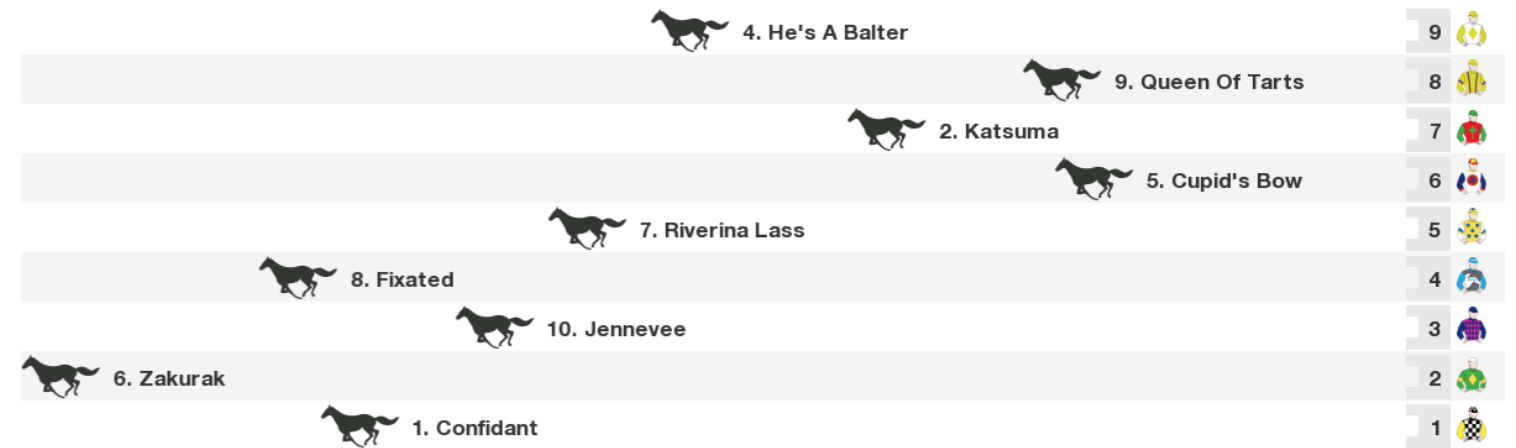 4. He's A Balter 9
9. Queen Of Tarts 8
2. Katsuma 7
5. Cupid's Bow 6
7. Riverina Lass 5
8. Fixated 4
10. Jennevee 3
6. Zakurak 2
1. Confidant 1